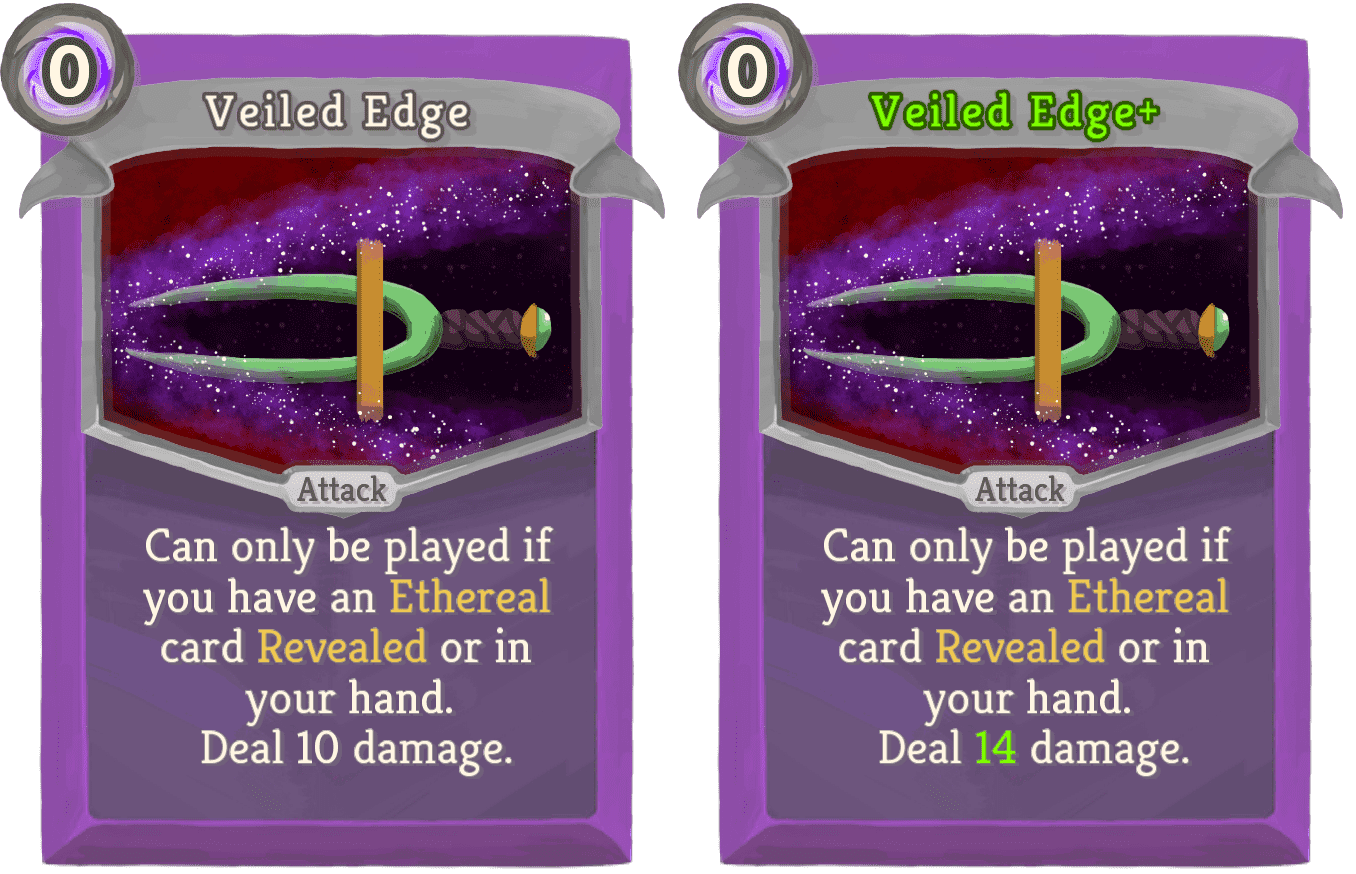 0
Veiled Edge
Attack
Can only be played if
you have an Ethereal
card Revealed or in
your hand.
Deal 10 damage.
0
Veiled Edge+
Attack
Can only be played if
you have an Ethereal
card Revealed or in
your hand.
Deal 14 damage.